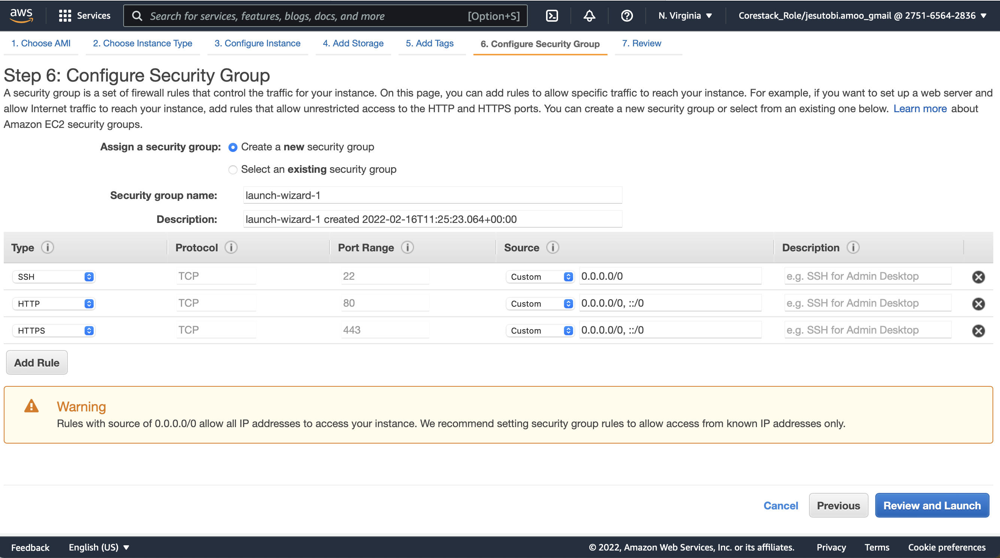 aws Services Search for services, features, blogs, docs, and more [Option+S] N. Virginia Corestack_Role/jesutobi.amoo_gmail @ 2751-6564-2836
1. Choose AMI 2. Choose Instance Type 3. Configure Instance 4. Add Storage 5. Add Tags 6. Configure Security Group 7. Review
Step 6: Configure Security Group
A security group is a set of firewall rules that control the traffic for your instance. On this page, you can add rules to allow specific traffic to reach your instance. For example, if you want to set up a web server and
allow Internet traffic to reach your instance, add rules that allow unrestricted access to the HTTP and HTTPS ports. You can create a new security group or select from an existing one below. Learn more about
Amazon EC2 security groups.
Assign a security group: Create a new security group
Select an existing security group
Security group name: launch-wizard-1
Description: launch-wizard-1 created 2022-02-16T11:25:23.064+00:00
Type Protocol Port Range Source Description
SSH TCP 22 Custom 0.0.0.0/0 e.g. SSH for Admin Desktop
HTTP TCP 80 Custom 0.0.0.0/0, ::/0 e.g. SSH for Admin Desktop
HTTPS TCP 443 Custom 0.0.0.0/0, ::/0 e.g. SSH for Admin Desktop
Add Rule
Warning
Rules with source of 0.0.0.0/0 allow all IP addresses to access your instance. We recommend setting security group rules to allow access from known IP addresses only.
Cancel Previous Review and Launch
Feedback English (US) © 2022, Amazon Web Services, Inc. or its affiliates. Privacy Terms Cookie preferences